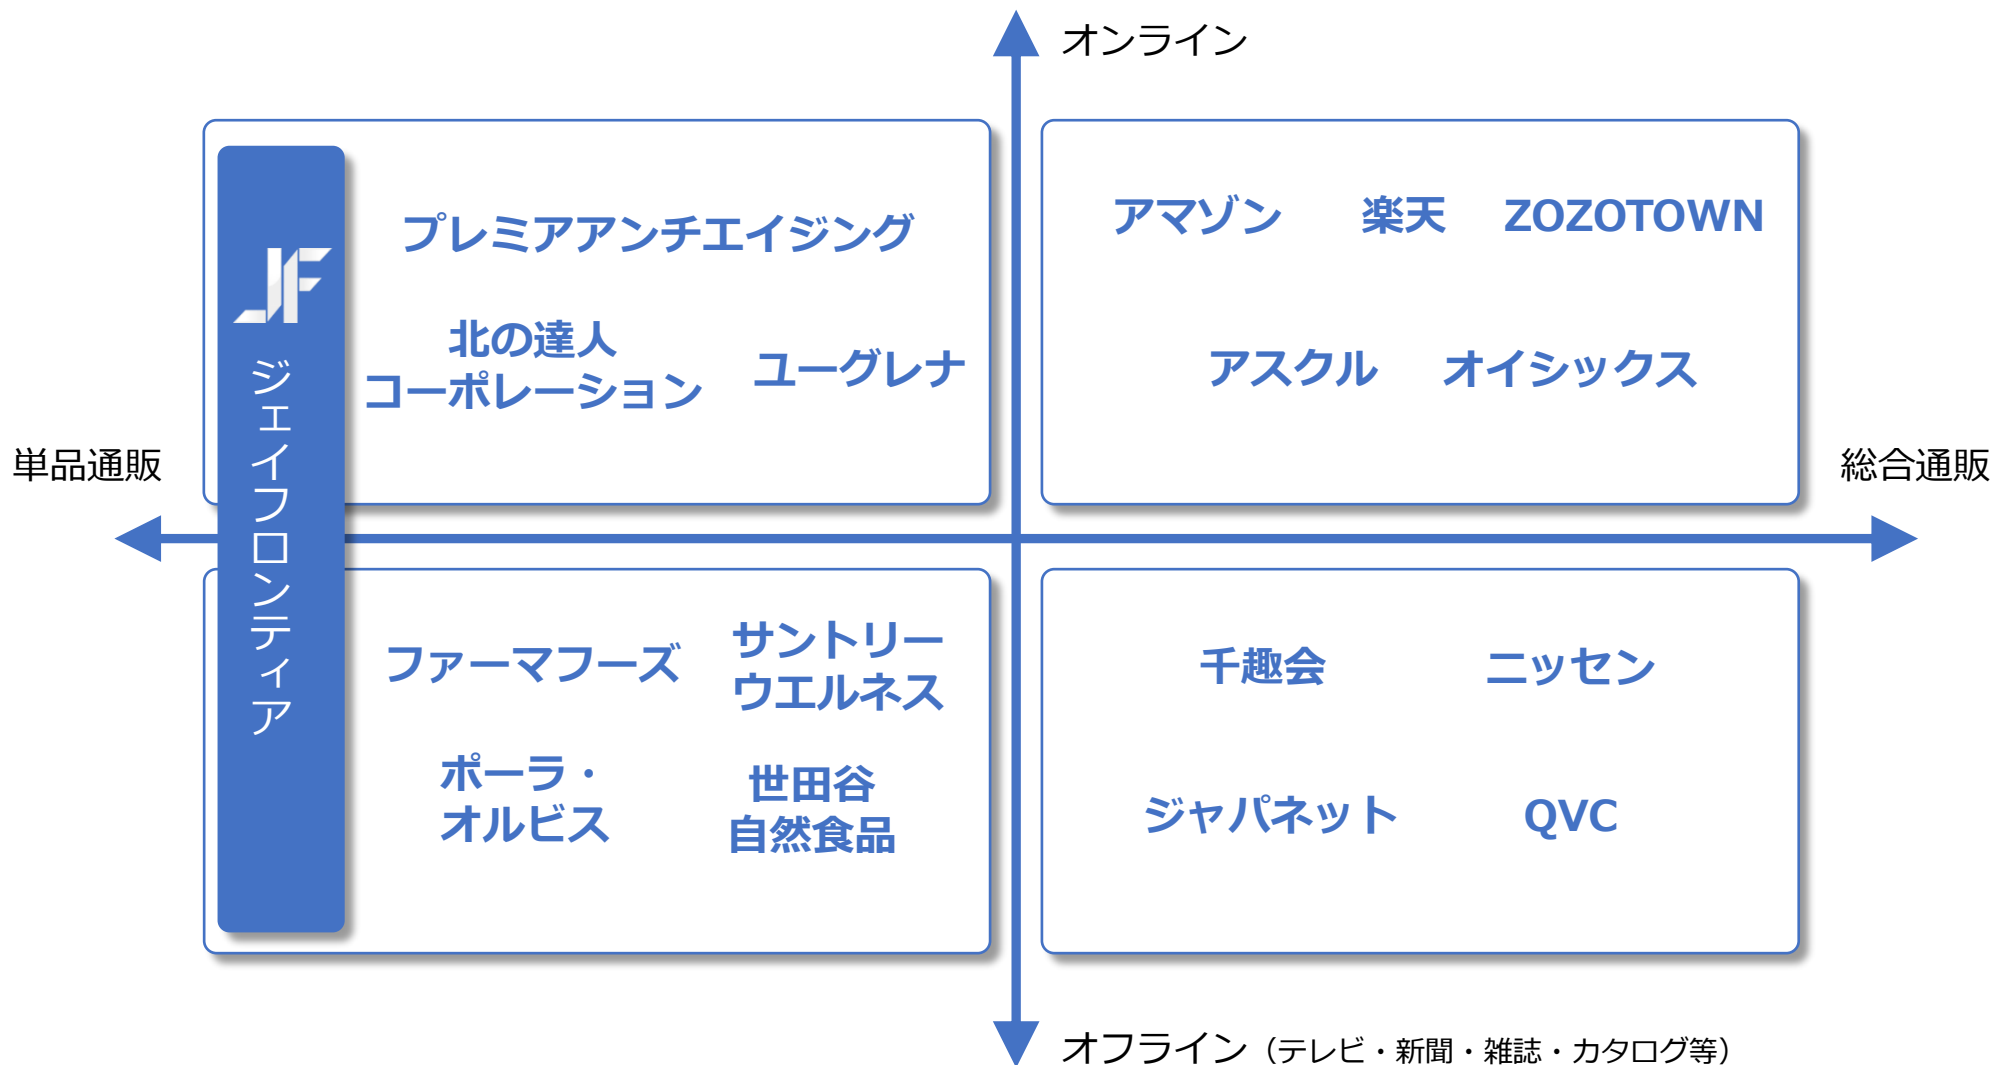 オンライン
プレミアアンチエイジング
北の達人
コーポレーション
ユーグレナ
アマゾン 楽天 ZOZOTOWN
アスクル オイシックス
JF
ジェイフロンティア
単品通販
総合通販
ファーマフーズ
サントリー
ウエルネス
ポーラ・
オルビス
世田谷
自然食品
千趣会 ニッセン
ジャパネット QVC
オフライン（テレビ・新聞・雑誌・カタログ等）